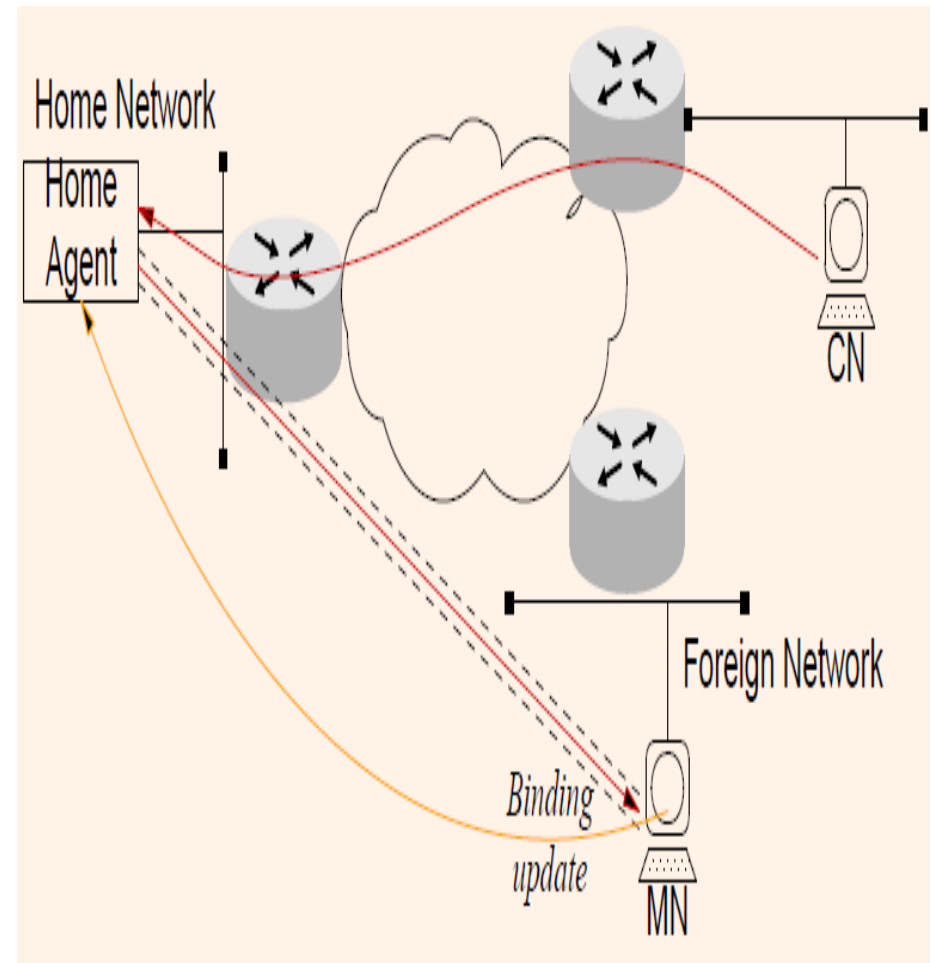 Home Network
Home
Agent
CN
Foreign Network
Binding
update
MN